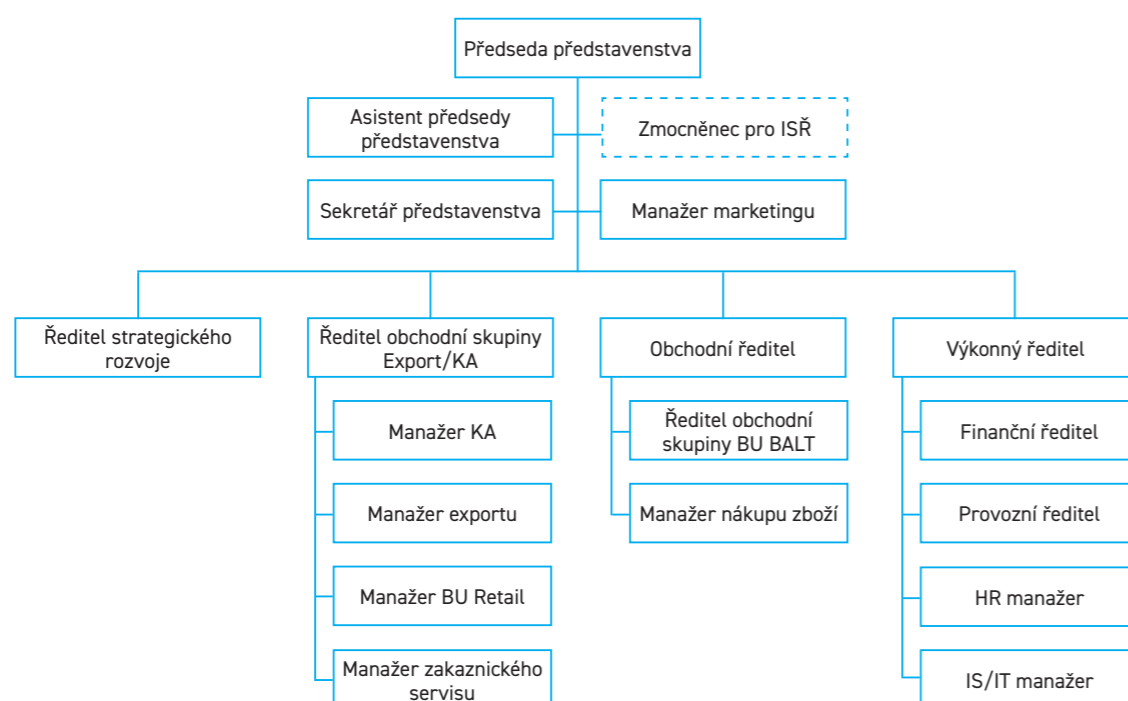 Předseda představenstva
Asistent předsedy
představenstva
Zmocněnec pro ISŘ
Sekretář představenstva
Manažer marketingu
Ředitel strategického
rozvoje
Ředitel obchodní skupiny
Export/KA
Obchodní ředitel
Výkonný ředitel
Manažer KA
Manažer exportu
Manažer BU Retail
Manažer zakaznického
servisu
Ředitel obchodní
skupiny BU BALT
Manažer nákupu zboží
Finanční ředitel
Provozní ředitel
HR manažer
IS/IT manažer